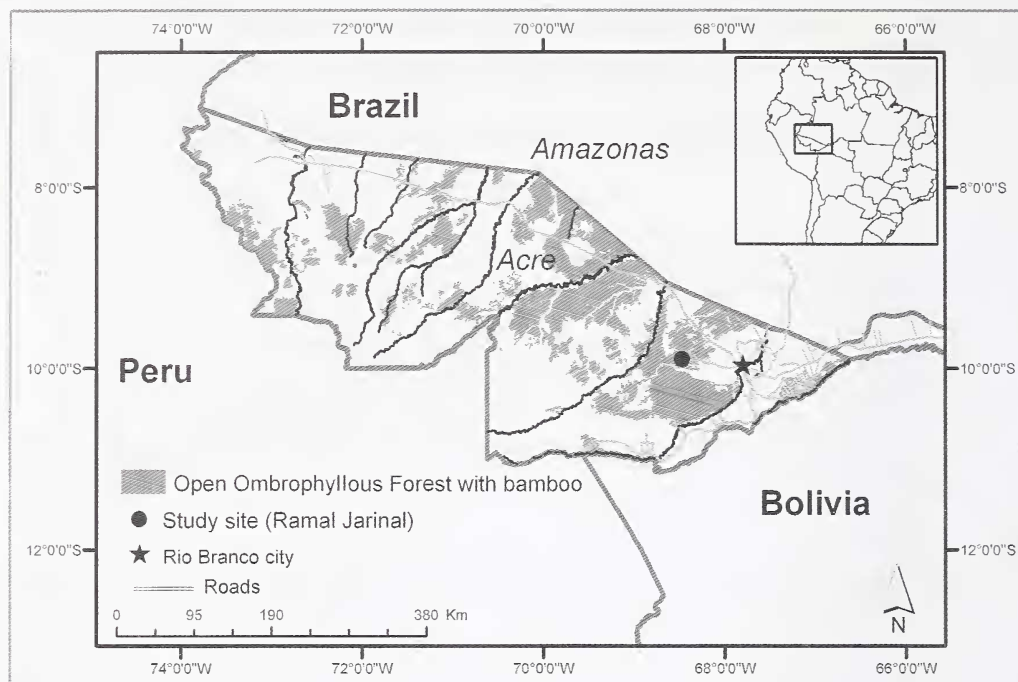 74°0'0"W 72°0'0"W 70°0'0"W 68°0'0"W 66°0'0"W
Brazil
Amazonas
8°0'0"S 8°0'0"S
Acre
Peru
10°0'0"S 10°0'0"S
Open Ombrophyllous Forest with bamboo
Bolivia
Study site (Ramal Jarinal)
12°0'0"S 12°0'0"S
Rio Branco city
Roads
0 95 190 380 Km
N
74°0'0"W 72°0'0"W 70°0'0"W 68°0'0"W 66°0'0"W